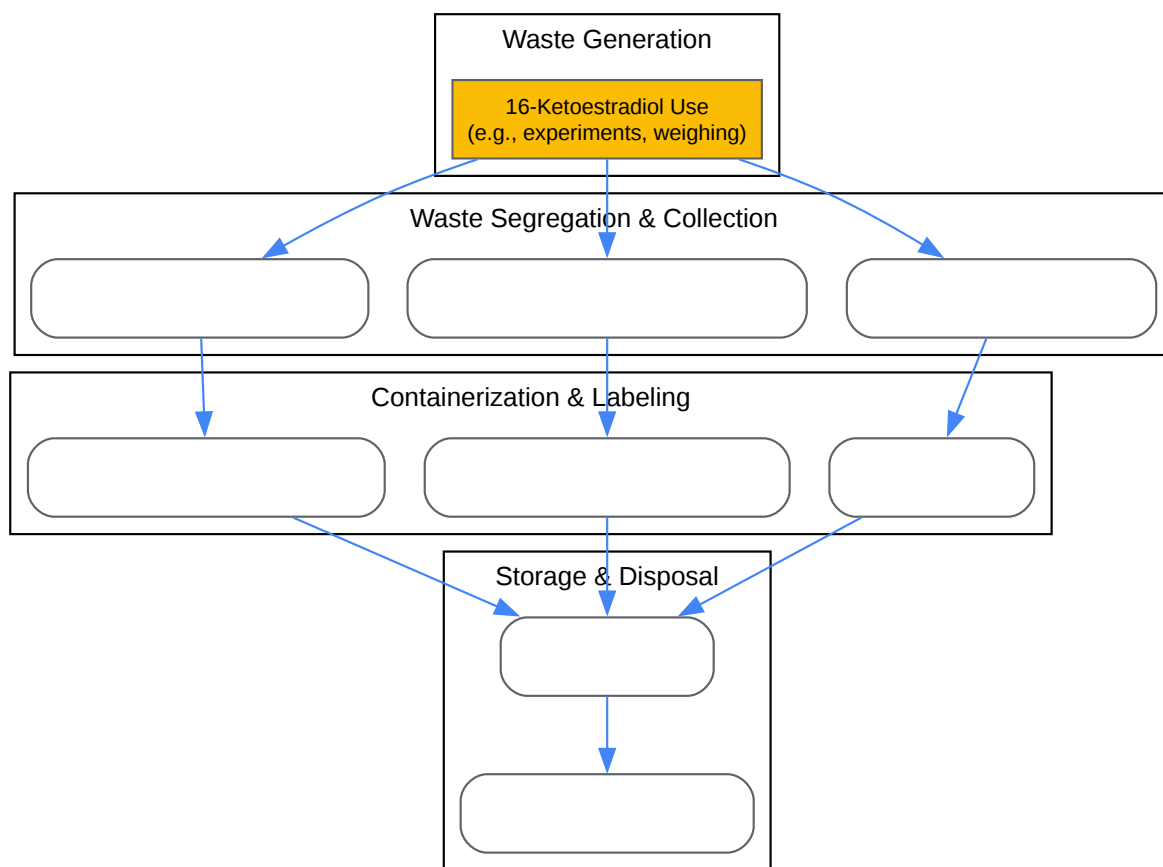 Waste Generation
16-Ketoestradiol Use
(e.g., experiments, weighing)
Waste Segregation & Collection
Containerization & Labeling
Storage & Disposal